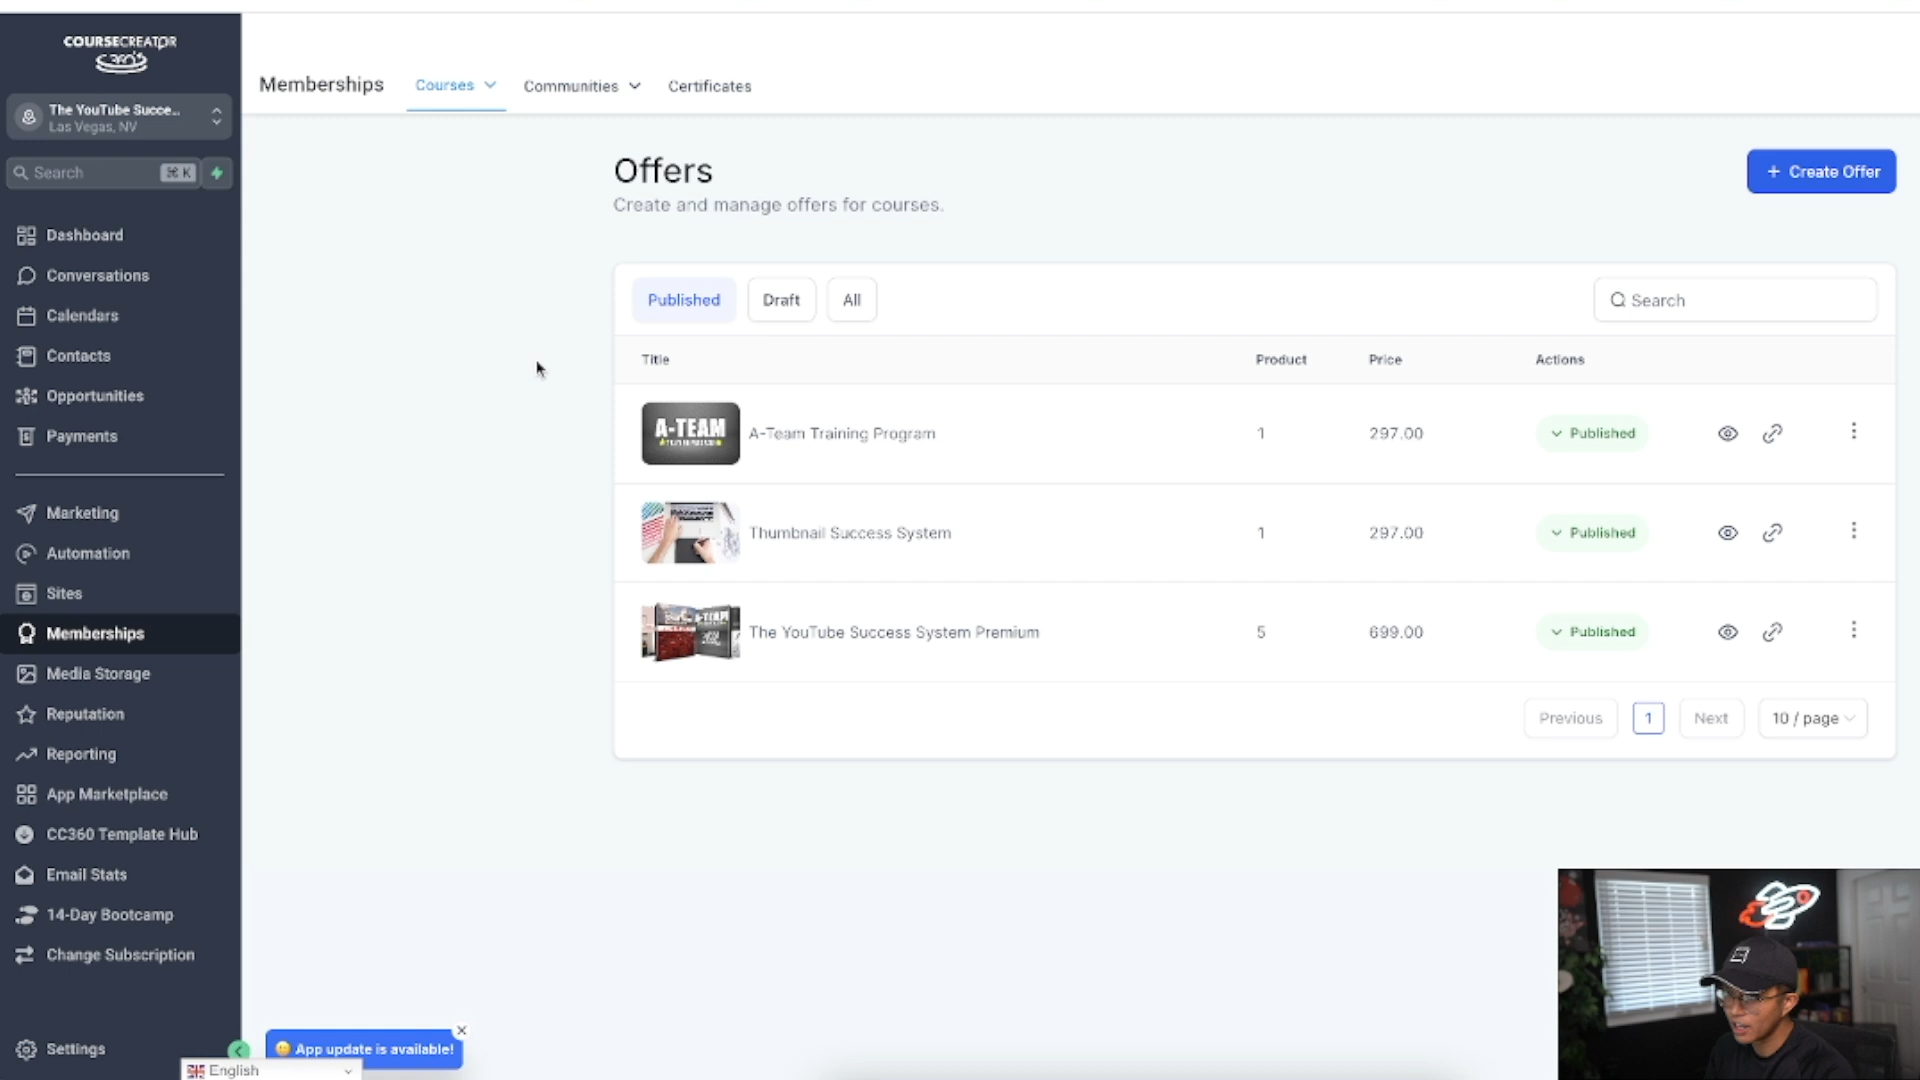 COURSECREATOR
360°
The YouTube Succe...
Las Vegas, NV
Search ⌘ K
Dashboard
Conversations
Calendars
Contacts
Opportunities
Payments
Marketing
Automation
Sites
Memberships
Media Storage
Reputation
Reporting
App Marketplace
CC360 Template Hub
Email Stats
14-Day Bootcamp
Change Subscription
Settings
Memberships Courses Communities Certificates
Offers
+ Create Offer
Create and manage offers for courses.
Published Draft All Search
Title Product Price Actions
A-TEAM
A-Team Training Program 1 297.00 Published
Thumbnail Success System 1 297.00 Published
A-TEAM
The YouTube Success System Premium 5 699.00 Published
Previous 1 Next 10 / page
App update is available!
English